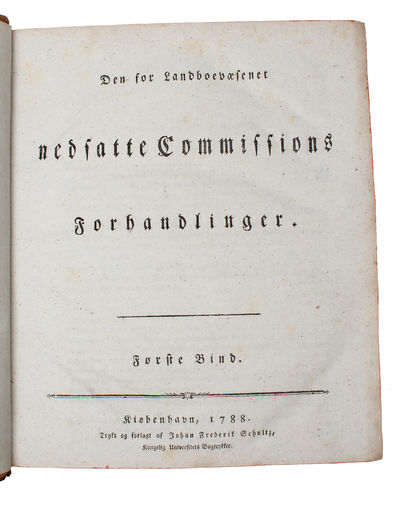 Den for Landboevæsenet
nedsatte Commissions
Forhandlinger.
Første Bind.
Kiøbenhavn, 1788.
Trykt og forlagt af Johan Frederik Schultz,
Kongelig Universitets Bogtrykker.